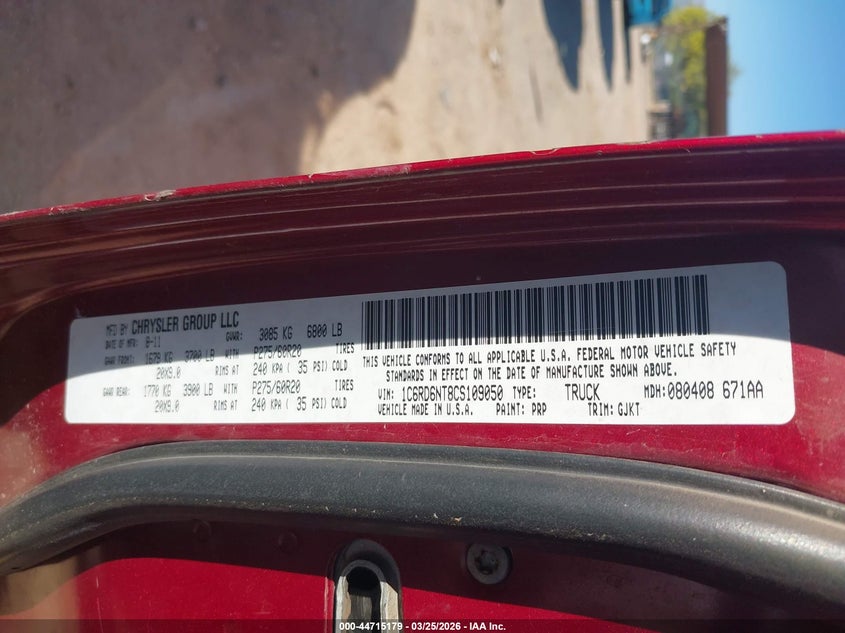 MFD BY CHRYSLER GROUP LLC
DATE OF MFR: 8-11 GVWR: 3085 KG 6800 LB
GAWR FRONT: 1678 KG 3700 LB WITH P275/60R20 TIRES
20X9.0 RIMS AT 240 KPA ( 35 PSI) COLD
GAWR REAR: 1770 KG 3900 LB WITH P275/60R20 TIRES
20X9.0 RIMS AT 240 KPA ( 35 PSI) COLD
THIS VEHICLE CONFORMS TO ALL APPLICABLE U.S.A. FEDERAL MOTOR VEHICLE SAFETY
STANDARDS IN EFFECT ON THE DATE OF MANUFACTURE SHOWN ABOVE.
VIN: 1C6RD6NT8CS109050 TYPE: TRUCK MDH: 080408 671AA
VEHICLE MADE IN U.S.A. PAINT: PRP TRIM: GJKT
000-44715179 | 03/25/2026 | IAA Inc.